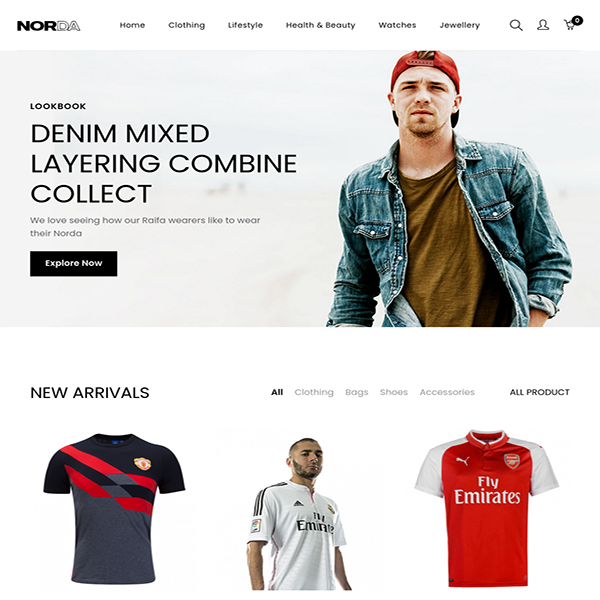 NORDA
Home Clothing Lifestyle Health & Beauty Watches Jewellery
0
LOOKBOOK
DENIM MIXED
LAYERING COMBINE
COLLECT
We love seeing how our Raifa wearers like to wear
their Norda
Explore Now
NEW ARRIVALS
All Clothing Bags Shoes Accessories
ALL PRODUCT
Fly
Emirates
Fly
Emirates